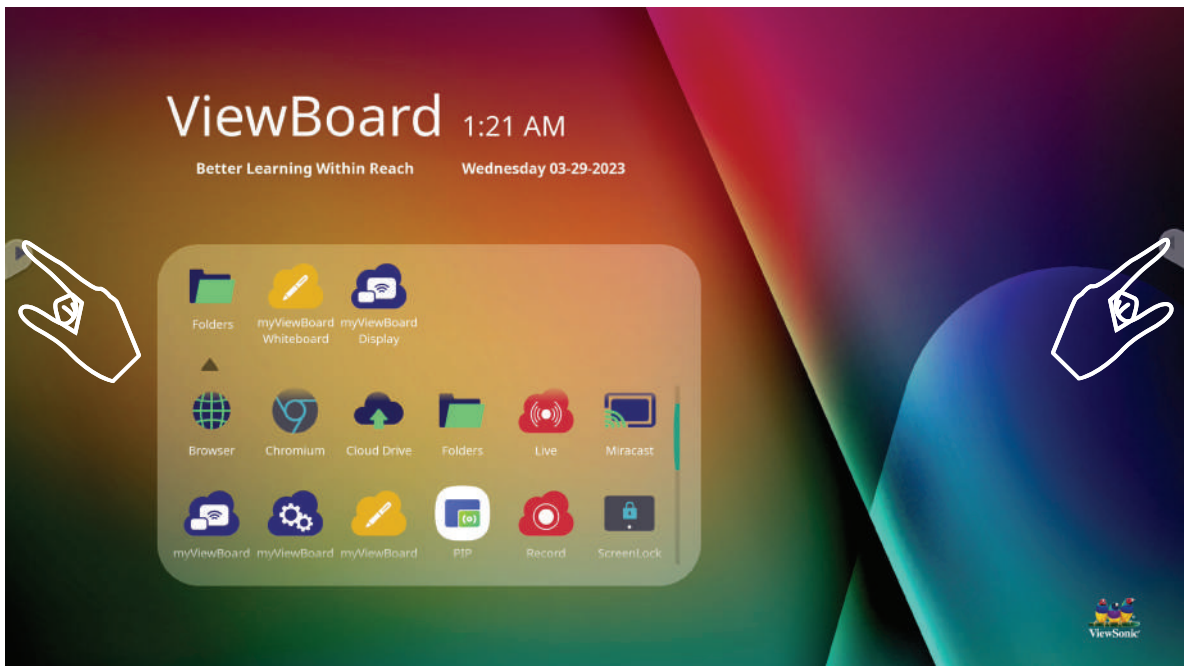 ViewBoard 1:21 AM
Better Learning Within Reach Wednesday 03-29-2023
Folders myViewBoard Whiteboard myViewBoard Display
Browser Chromium Cloud Drive Folders Live Miracast
myViewBoard myViewBoard myViewBoard PIP Record ScreenLock
ViewSonic